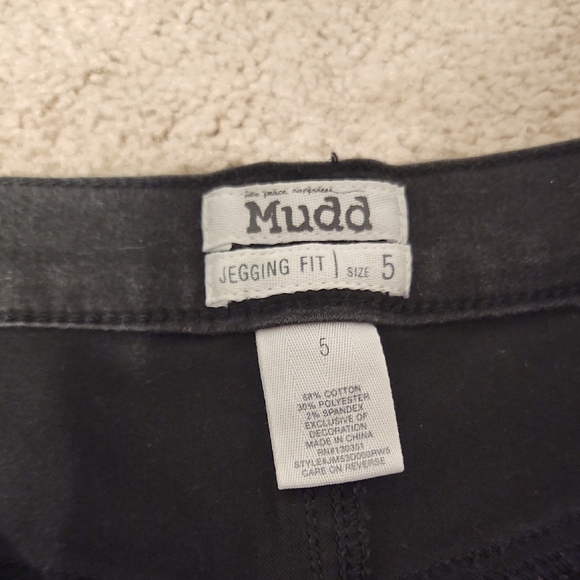 Mudd
JEGGING FIT | SIZE 5
5
68% COTTON
30% POLYESTER
2% SPANDEX
EXCLUSIVE OF
DECORATION
MADE IN CHINA
RN#130351
CARE ON REVERSE